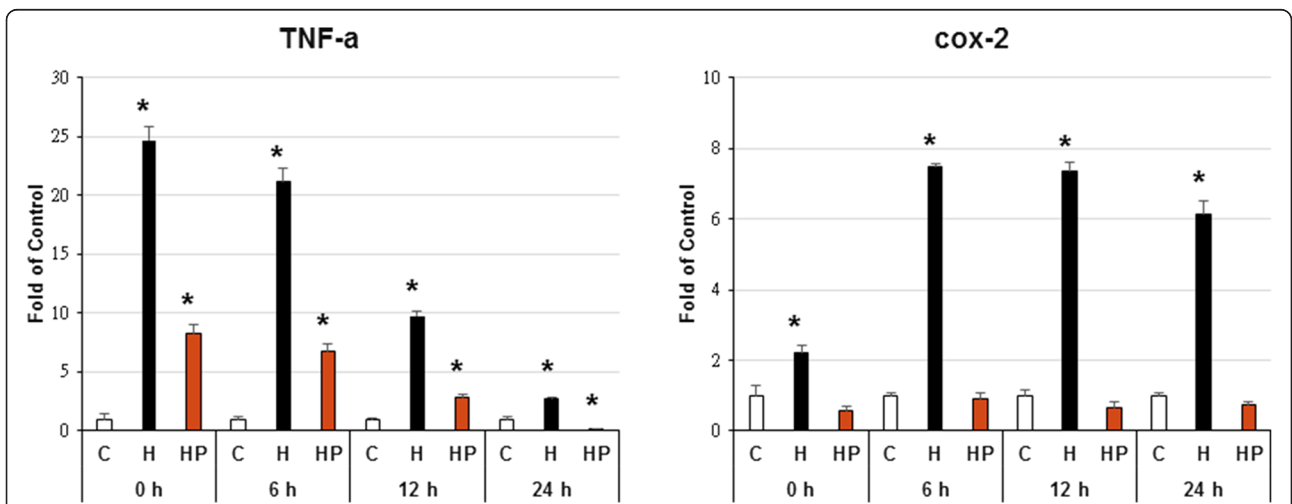 TNF-a
30
25
20
15
10
5
0
Fold of Control
* * * * * * * *
C H HP C H HP C H HP C H HP
0 h 6 h 12 h 24 h
cox-2
10
8
6
4
2
0
Fold of Control
* * * *
C H HP C H HP C H HP C H HP
0 h 6 h 12 h 24 h